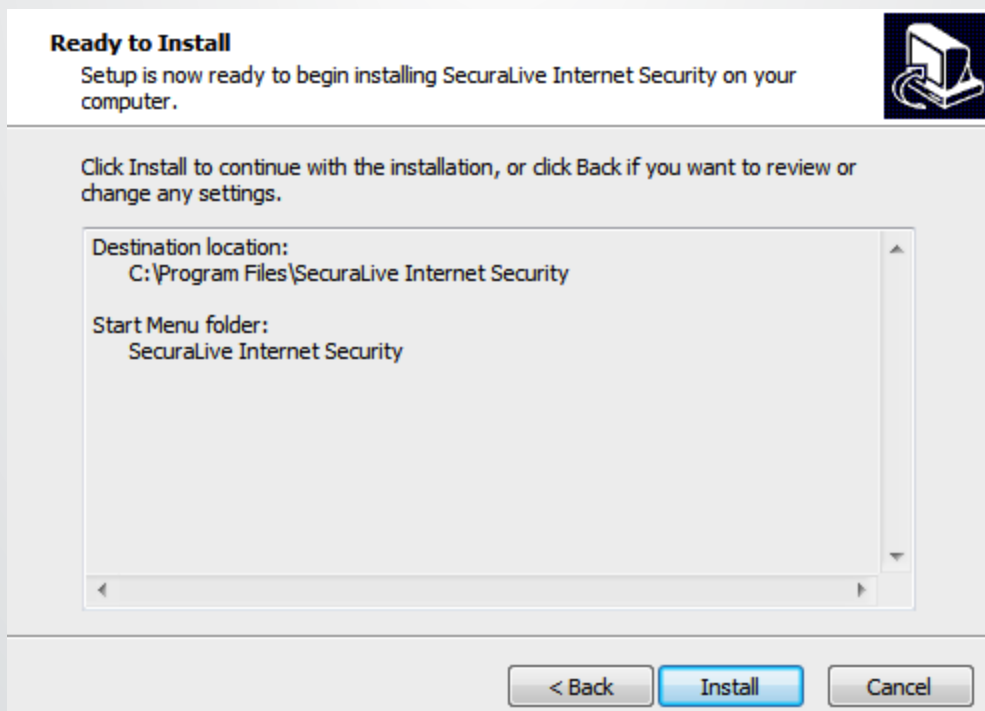 Ready to Install
Setup is now ready to begin installing SecuraLive Internet Security on your
computer.
Click Install to continue with the installation, or click Back if you want to review or
change any settings.
Destination location:
C:\Program Files\SecuraLive Internet Security
Start Menu folder:
SecuraLive Internet Security
< Back
Install
Cancel